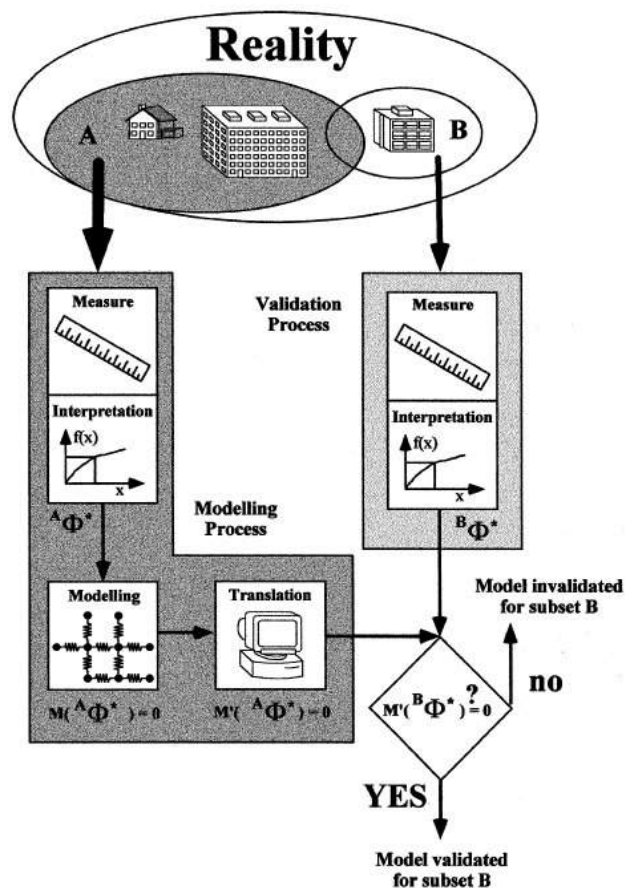 Reality
A
B
Measure
Interpretation
f(x)
x
AΦ*
Modelling
Process
Modelling
M(AΦ*)=0
Translation
M'(AΦ*)=0
Validation
Process
Measure
Interpretation
f(x)
x
BΦ*
M'(BΦ*)?=0
Model invalidated
for subset B
no
YES
Model validated
for subset B